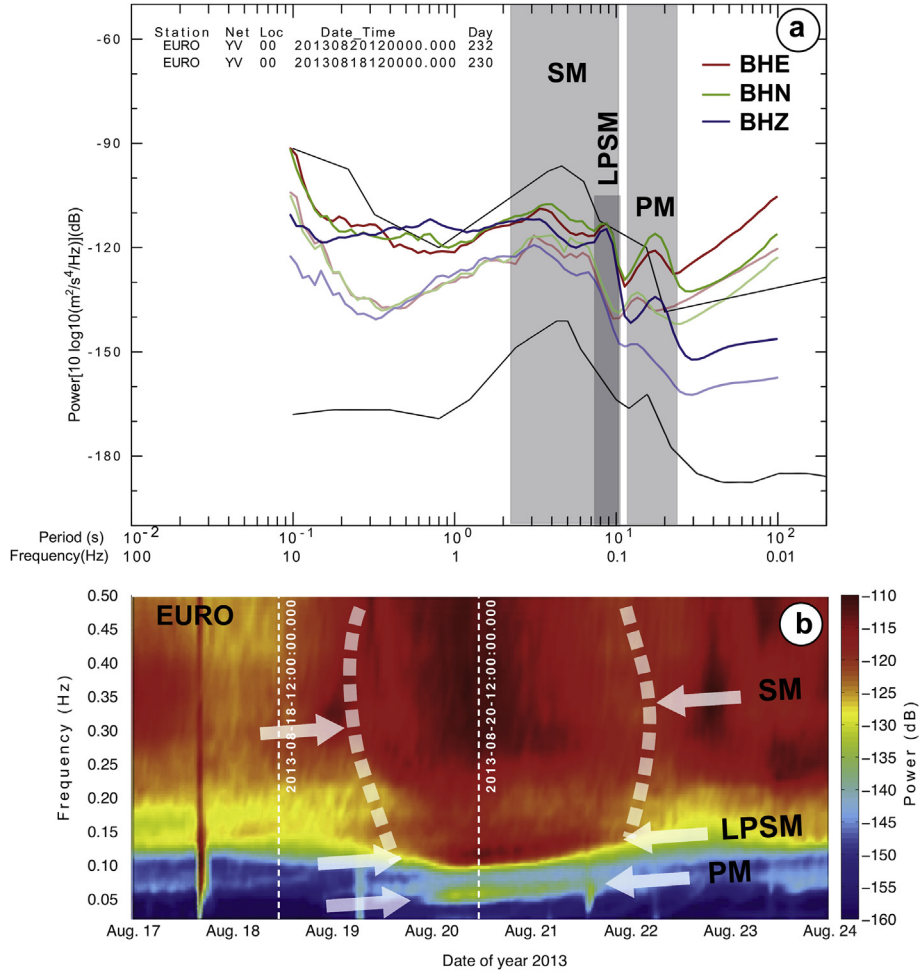 a
Station Net Loc Date_Time Day
EURO YV 00 20130820120000.000 232
EURO YV 00 20130818120000.000 230
SM
LPSM
PM
BHE
BHN
BHZ
-60
-90
-120
-150
-180
Power[10 log10(m²/s⁴/Hz)](dB)
Period (s) 10⁻² 10⁻¹ 10⁰ 10¹ 10²
Frequency(Hz) 100 10 1 0.1 0.01
b
EURO
2013-08-18-12:00:00.000
2013-08-20-12:00:00.000
SM
LPSM
PM
0.50
0.45
0.40
0.35
0.30
0.25
0.20
0.15
0.10
0.05
Frequency (Hz)
Aug. 17 Aug. 18 Aug. 19 Aug. 20 Aug. 21 Aug. 22 Aug. 23 Aug. 24
Date of year 2013
−110
−115
−120
−125
−130
−135
−140
−145
−150
−155
−160
Power (dB)